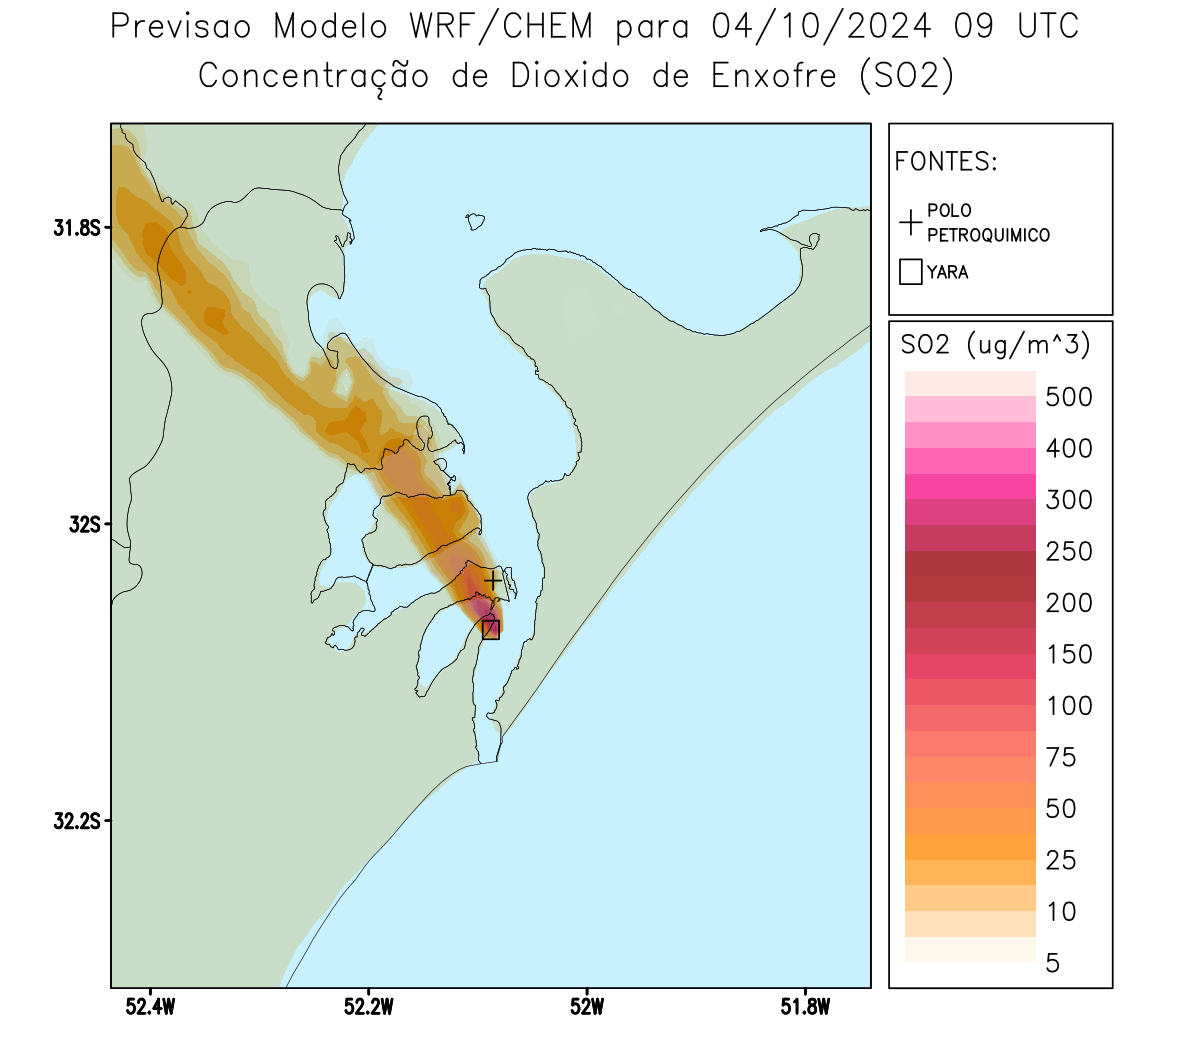 Previsao Modelo WRF/CHEM para 04/10/2024 09 UTC
Concentração de Dioxido de Enxofre (SO2)
FONTES:
POLO
PETROQUIMICO
YARA
SO2 (ug/m^3)
500
400
300
250
200
150
100
75
50
25
10
5
31.8S
32S
32.2S
52.4W
52.2W
52W
51.8W